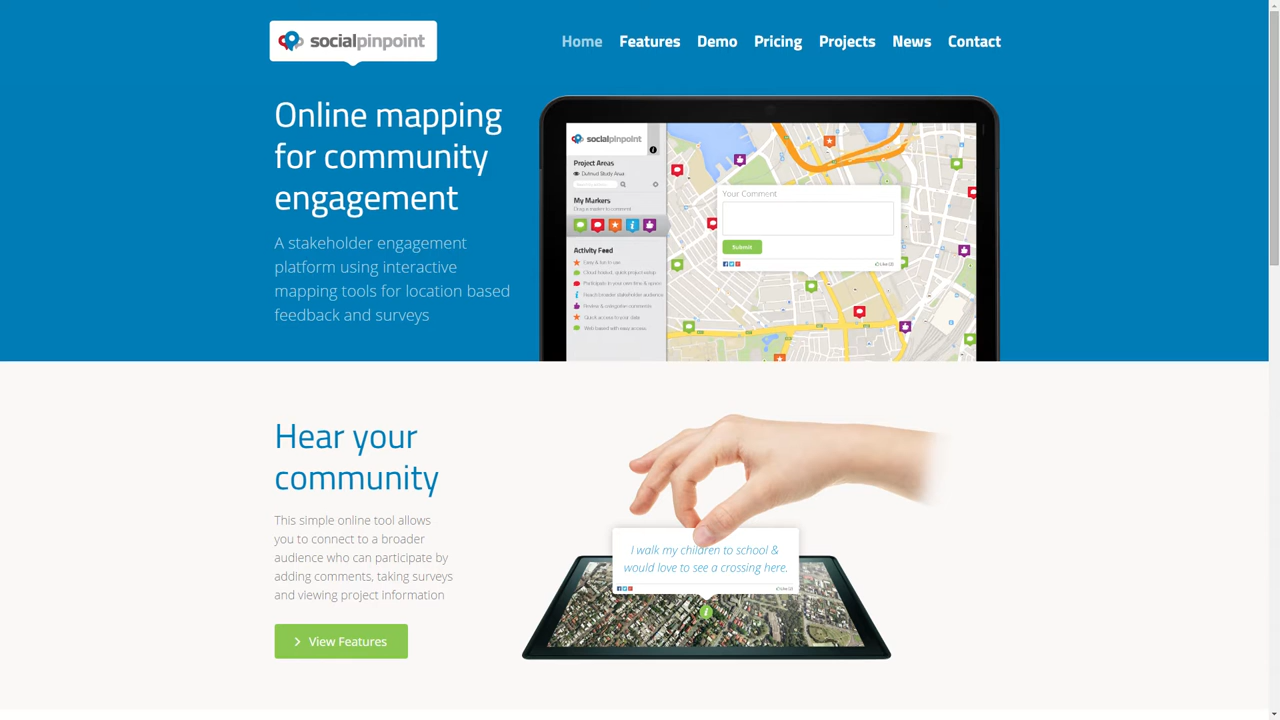 socialpinpoint
Home Features Demo Pricing Projects News Contact
Online mapping
for community
engagement
A stakeholder engagement
platform using interactive
mapping tools for location based
feedback and surveys
socialpinpoint
Project Areas
My Markers
Activity Feed
Your Comment
Submit
Hear your
community
This simple online tool allows
you to connect to a broader
audience who can participate by
adding comments, taking surveys
and viewing project information
View Features
I walk my children to school &
would love to see a crossing here.